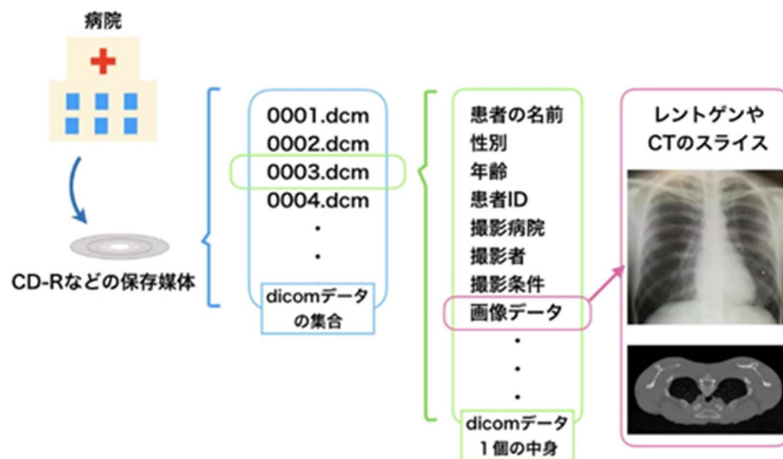 病院
CD-Rなどの保存媒体
0001.dcm
0002.dcm
0003.dcm
0004.dcm
・
・
dicomデータ
の集合
患者の名前
性別
年齢
患者ID
撮影病院
撮影者
撮影条件
画像データ
・
・
・
dicomデータ
１個の中身
レントゲンや
CTのスライス